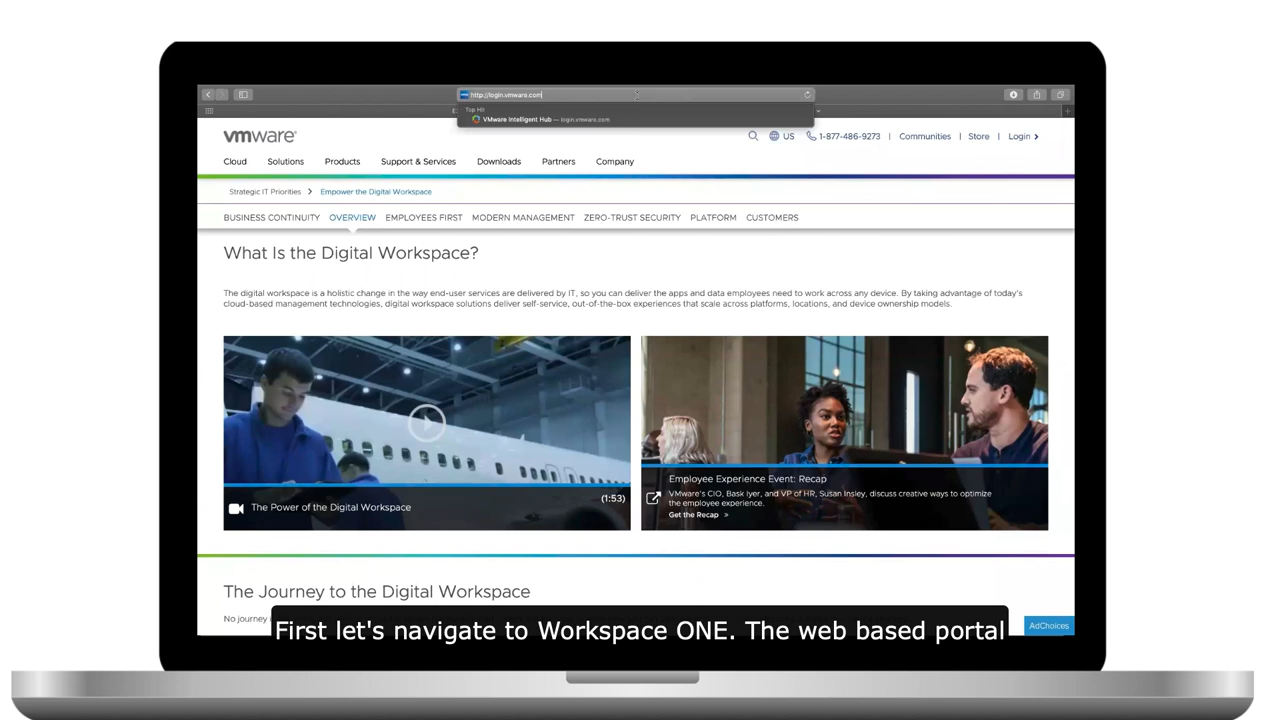 http://login.vmware.com
Top Hit
VMware Intelligent Hub — login.vmware.com
vmware
US
1-877-486-9273 | Communities | Store | Login
Cloud Solutions Products Support & Services Downloads Partners Company
Strategic IT Priorities Empower the Digital Workspace
BUSINESS CONTINUITY OVERVIEW EMPLOYEES FIRST MODERN MANAGEMENT ZERO-TRUST SECURITY PLATFORM CUSTOMERS
What Is the Digital Workspace?
The digital workspace is a holistic change in the way end-user services are delivered by IT, so you can deliver the apps and data employees need to work across any device. By taking advantage of today's
cloud-based management technologies, digital workspace solutions deliver self-service, out-of-the-box experiences that scale across platforms, locations, and device ownership models.
The Power of the Digital Workspace
(1:53)
Employee Experience Event: Recap
VMware's CIO, Bask Iyer, and VP of HR, Susan Insley, discuss creative ways to optimize
the employee experience.
Get the Recap »
The Journey to the Digital Workspace
No journey
AdChoices
First let's navigate to Workspace ONE. The web based portal